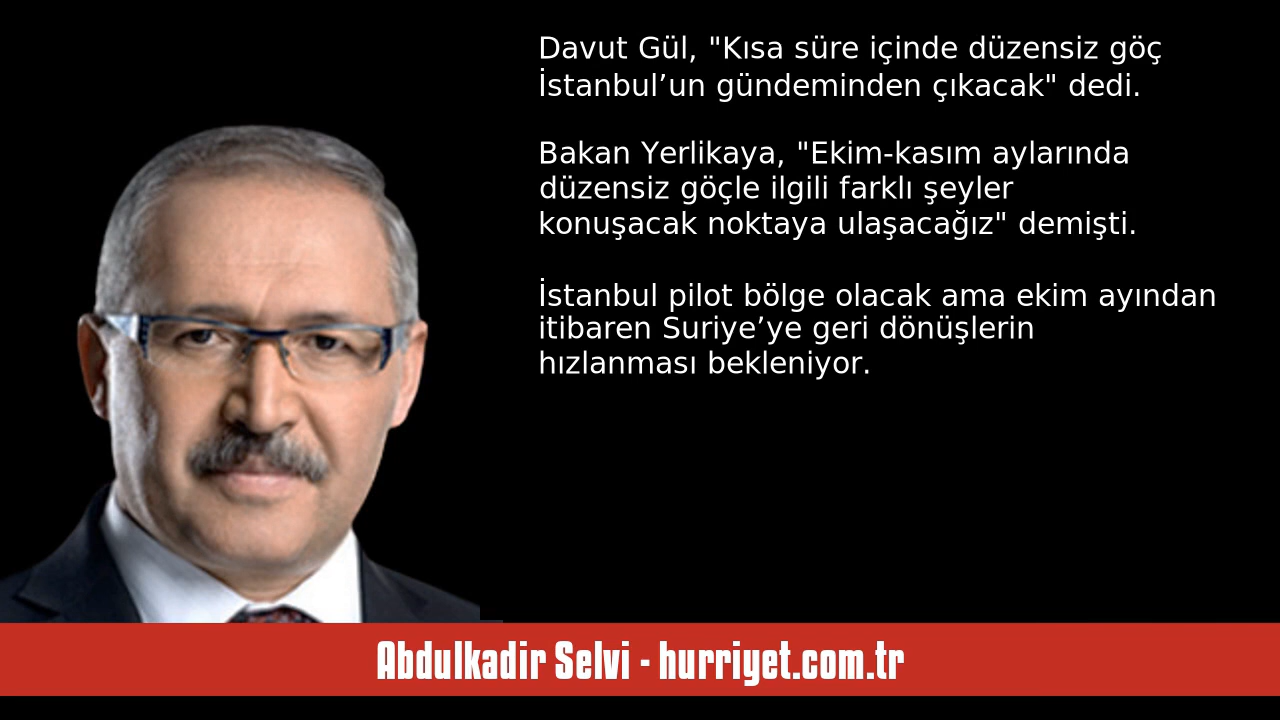 Davut Gül, "Kısa süre içinde düzensiz göç
İstanbul’un gündeminden çıkacak" dedi.
Bakan Yerlikaya, "Ekim-kasım aylarında
düzensiz göçle ilgili farklı şeyler
konuşacak noktaya ulaşacağız" demişti.
İstanbul pilot bölge olacak ama ekim ayından
itibaren Suriye’ye geri dönüşlerin
hızlanması bekleniyor.
Abdulkadir Selvi - hurriyet.com.tr